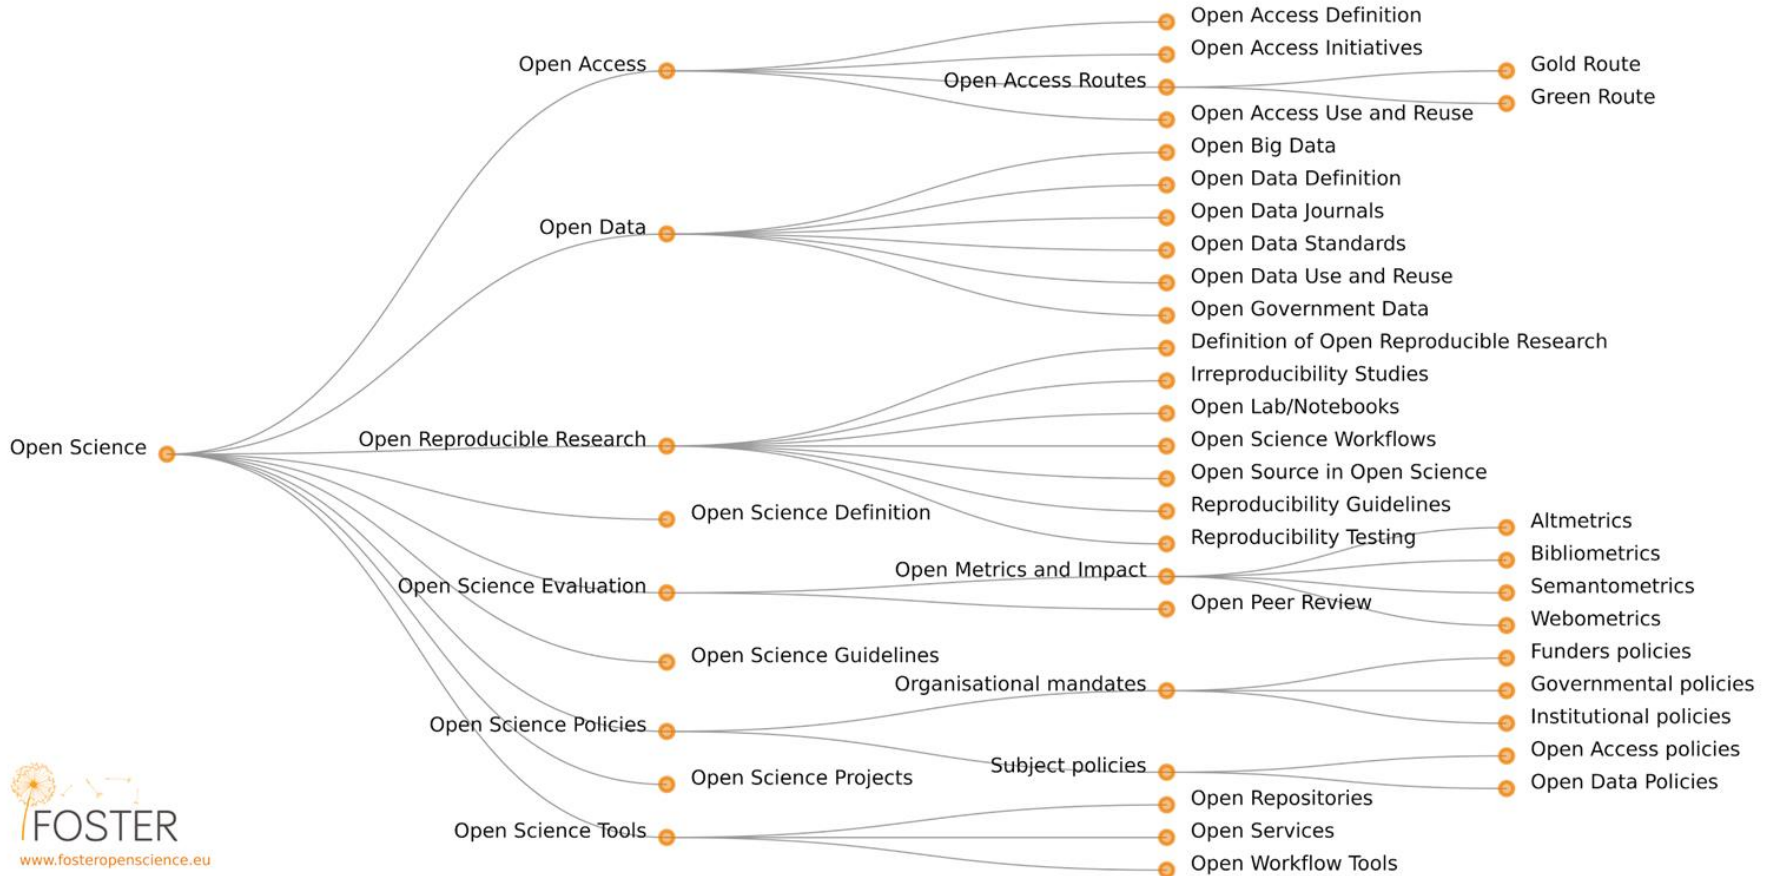 Open Science
Open Access
Open Access Definition
Open Access Initiatives
Open Access Routes
Gold Route
Green Route
Open Access Use and Reuse
Open Data
Open Big Data
Open Data Definition
Open Data Journals
Open Data Standards
Open Data Use and Reuse
Open Government Data
Open Reproducible Research
Definition of Open Reproducible Research
Irreproducibility Studies
Open Lab/Notebooks
Open Science Workflows
Open Source in Open Science
Reproducibility Guidelines
Reproducibility Testing
Open Science Definition
Open Science Evaluation
Open Metrics and Impact
Altmetrics
Bibliometrics
Semantometrics
Webometrics
Open Peer Review
Open Science Guidelines
Open Science Policies
Organisational mandates
Funders policies
Governmental policies
Institutional policies
Subject policies
Open Access policies
Open Data Policies
Open Science Projects
Open Science Tools
Open Repositories
Open Services
Open Workflow Tools
FOSTER
www.fosteropenscience.eu